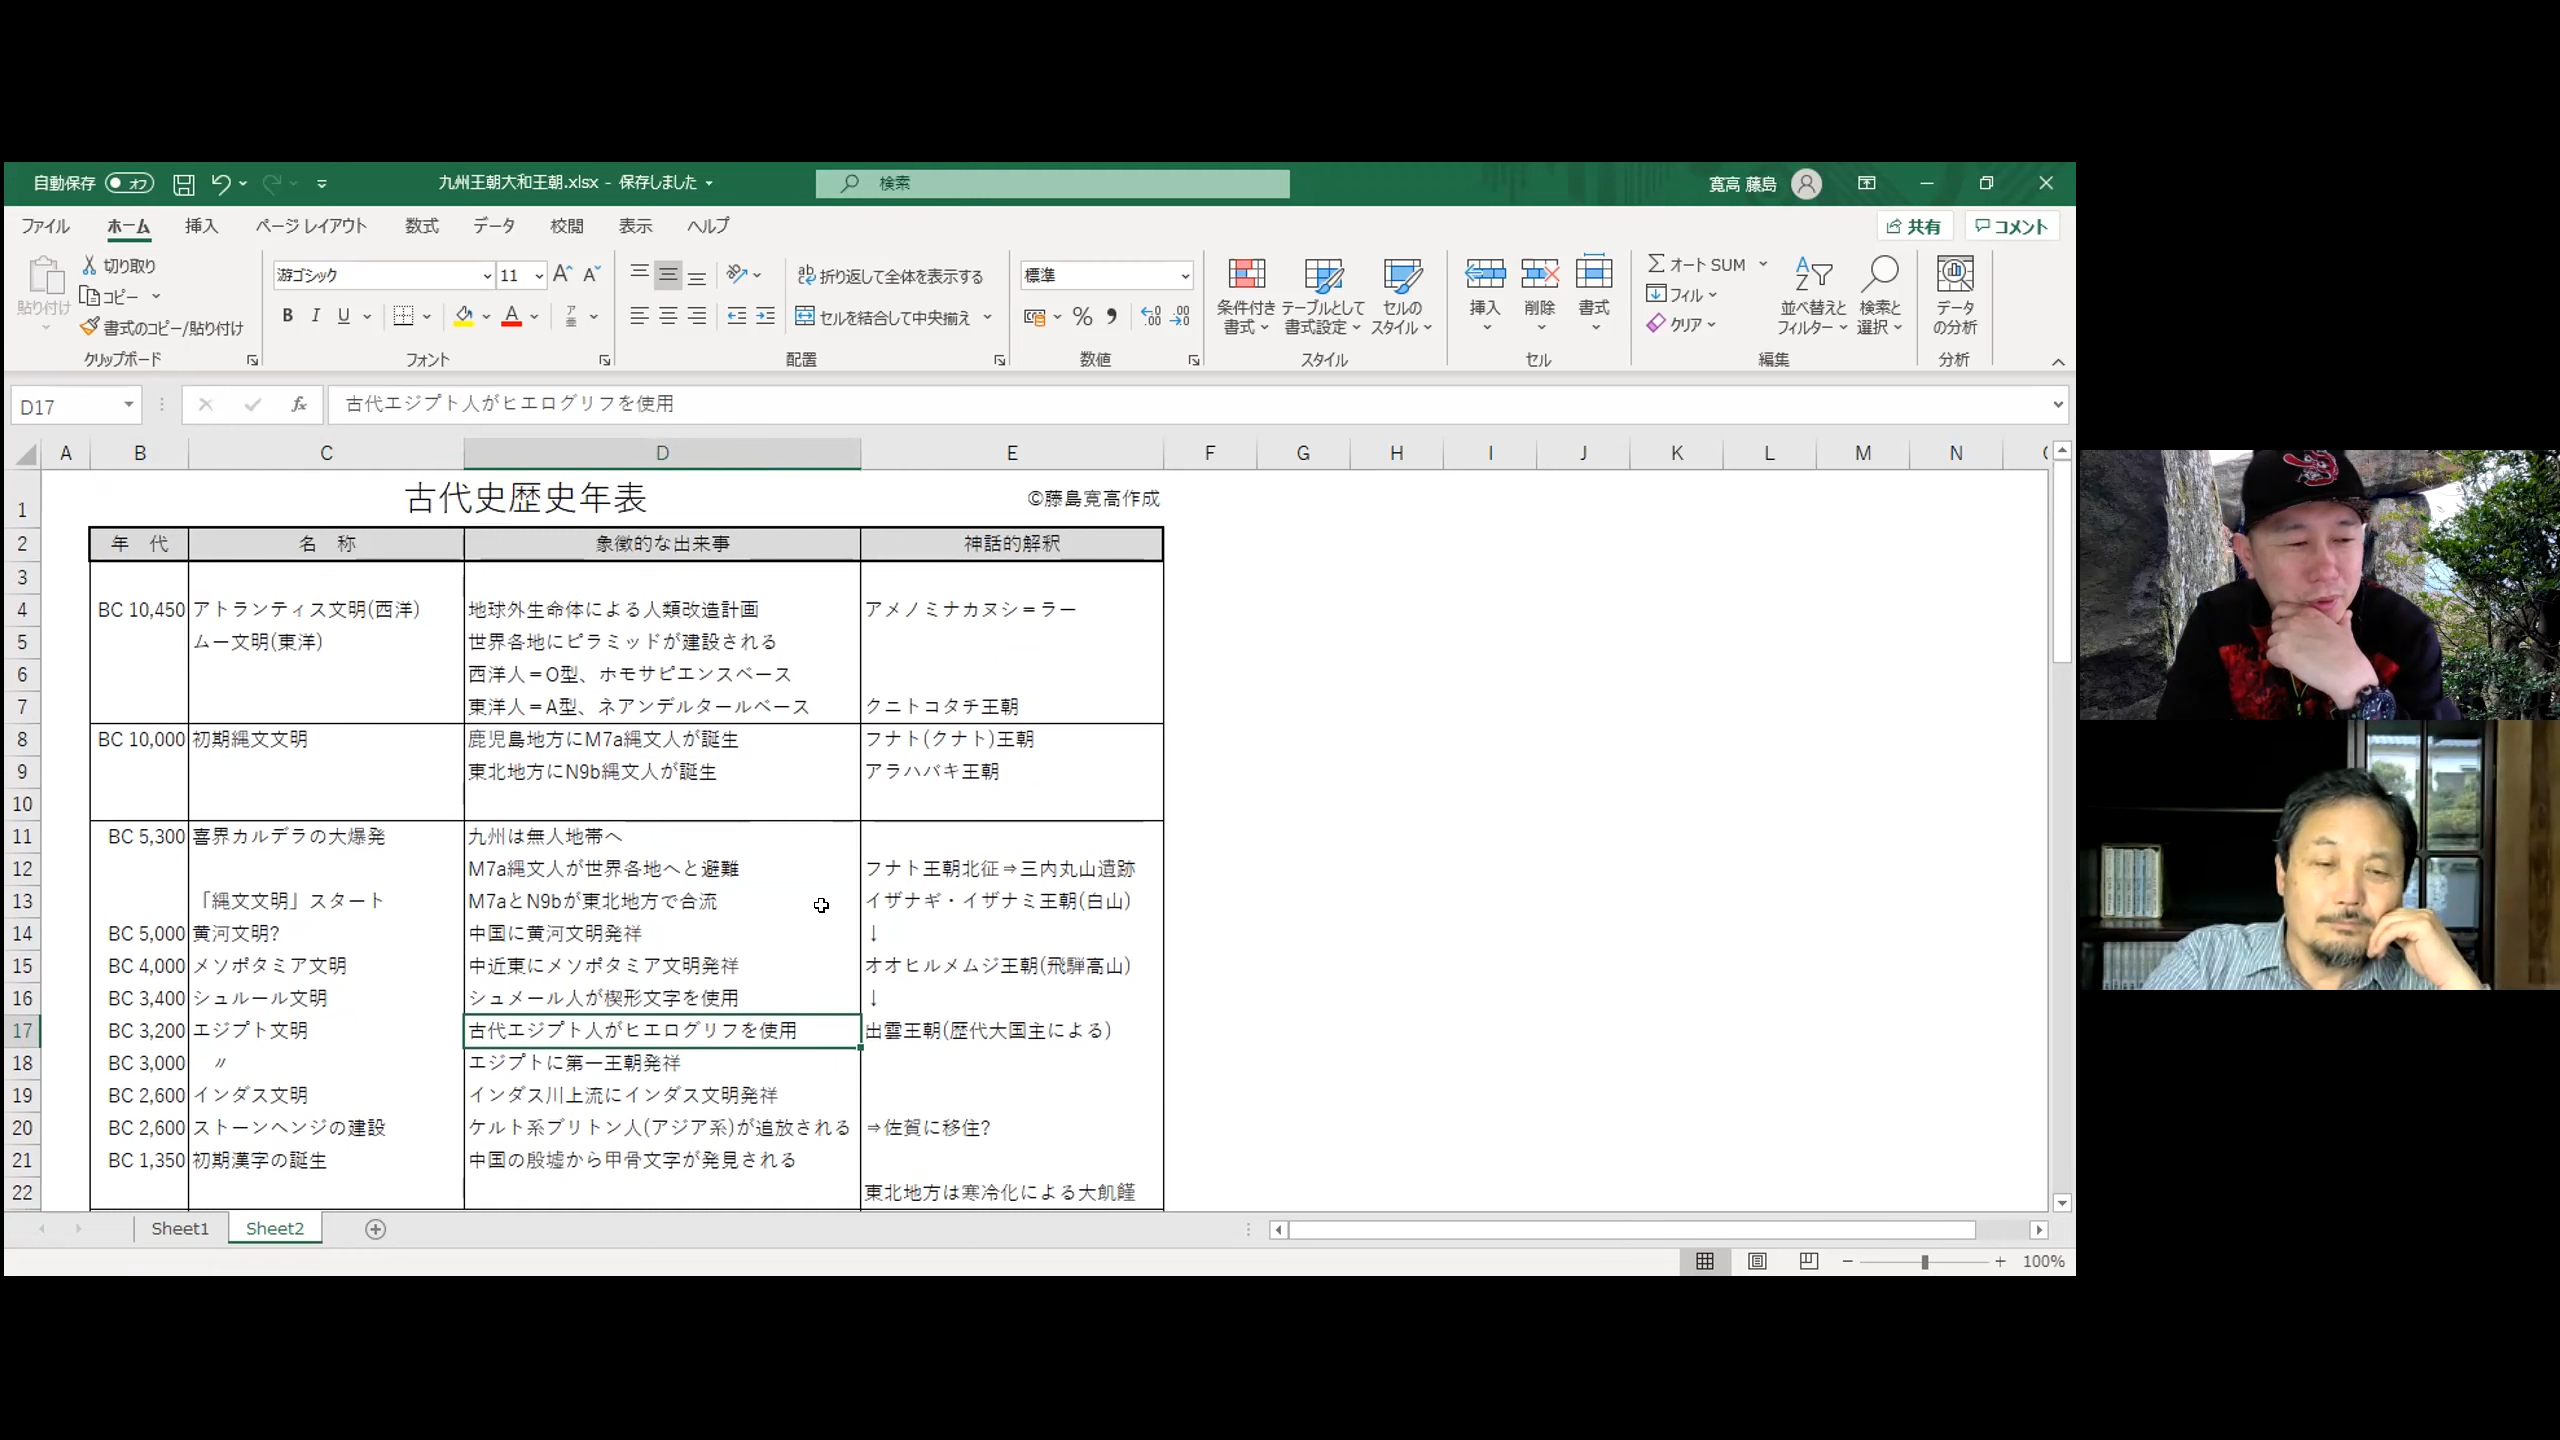 自動保存 オフ 九州王朝大和王朝.xlsx - 保存しました 検索 寛高 藤島
ファイル ホーム 挿入 ページ レイアウト 数式 データ 校閲 表示 ヘルプ 共有 コメント
貼り付け 切り取り コピー 書式のコピー/貼り付け クリップボード
游ゴシック 11 B I U フォント
折り返して全体を表示する セルを結合して中央揃え 配置
標準 % 数値
条件付き書式 テーブルとして書式設定 セルのスタイル スタイル
挿入 削除 書式 セル
オート SUM フィル クリア 並べ替えとフィルター 検索と選択 編集
データの分析 分析
D17 fx 古代エジプト人がヒエログリフを使用
A B C D E F G H I J K L M N
1 古代史歴史年表 ©藤島寛高作成
2 年 代 名 称 象徴的な出来事 神話的解釈
3
4 BC 10,450 アトランティス文明(西洋) 地球外生命体による人類改造計画 アメノミナカヌシ＝ラー
5 ムー文明(東洋) 世界各地にピラミッドが建設される
6 西洋人＝O型、ホモサピエンスベース
7 東洋人＝A型、ネアンデルタールベース クニトコタチ王朝
8 BC 10,000 初期縄文文明 鹿児島地方にM7a縄文人が誕生 フナト(クナト)王朝
9 東北地方にN9b縄文人が誕生 アラハバキ王朝
10
11 BC 5,300 喜界カルデラの大爆発 九州は無人地帯へ
12 M7a縄文人が世界各地へと避難 フナト王朝北征⇒三内丸山遺跡
13 「縄文文明」スタート M7aとN9bが東北地方で合流 イザナギ・イザナミ王朝(白山)
14 BC 5,000 黄河文明? 中国に黄河文明発祥 ↓
15 BC 4,000 メソポタミア文明 中近東にメソポタミア文明発祥 オオヒルメムジ王朝(飛騨高山)
16 BC 3,400 シュルール文明 シュメール人が楔形文字を使用 ↓
17 BC 3,200 エジプト文明 古代エジプト人がヒエログリフを使用 出雲王朝(歴代大国主による)
18 BC 3,000 〃 エジプトに第一王朝発祥
19 BC 2,600 インダス文明 インダス川上流にインダス文明発祥
20 BC 2,600 ストーンヘンジの建設 ケルト系ブリトン人(アジア系)が追放される ⇒佐賀に移住?
21 BC 1,350 初期漢字の誕生 中国の殷墟から甲骨文字が発見される
22 東北地方は寒冷化による大飢饉
Sheet1 Sheet2
100%